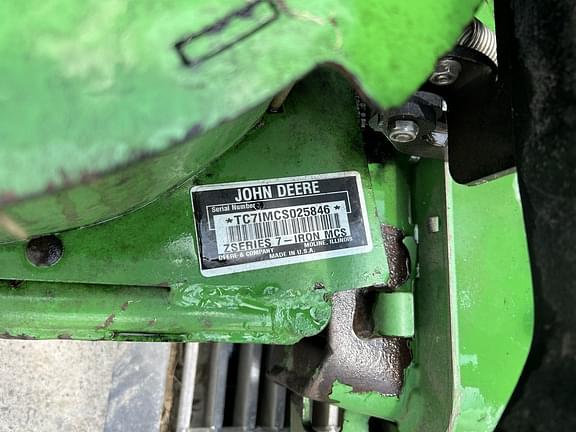 JOHN DEERE
Serial Number
*TC7IMCS025846*
ZSERIES 7-IRON MCS
DEERE & COMPANY MOLINE, ILLINOIS
MADE IN U.S.A.